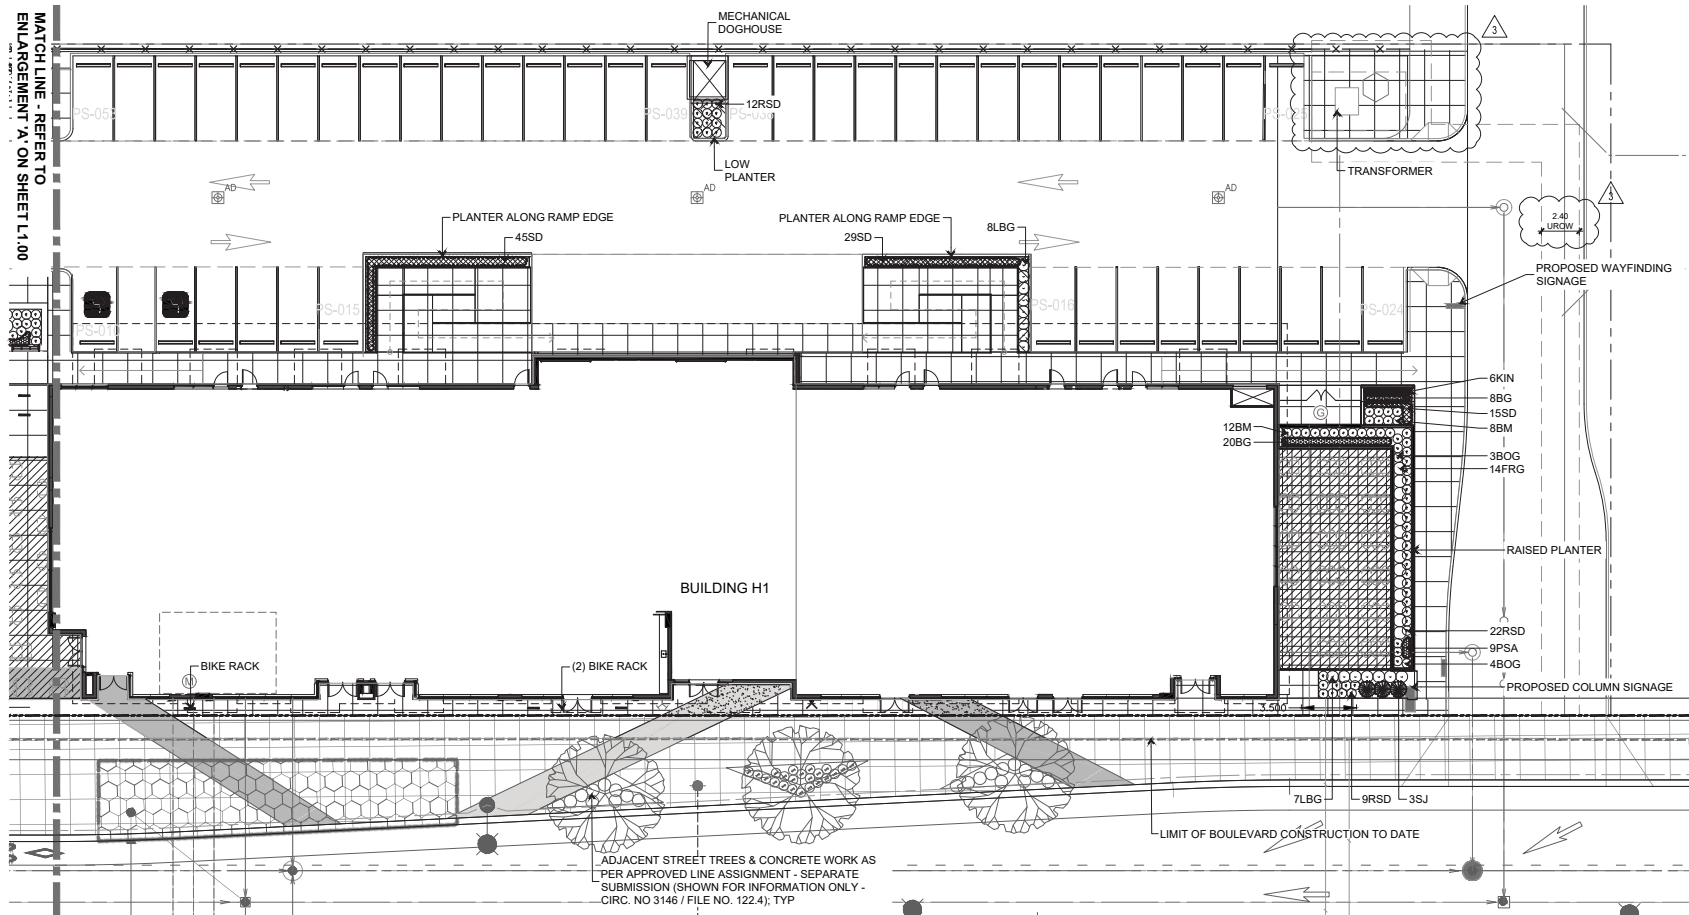 MATCH LINE - REFER TO
ENLARGEMENT 'A' ON SHEET L1.00
MECHANICAL
DOGHOUSE
3
PS-039
12RSD
LOW
PLANTER
TRANSFORMER
AD
AD
AD
3
2.40
UROW
PLANTER ALONG RAMP EDGE
45SD
PLANTER ALONG RAMP EDGE
29SD
8LBG
PROPOSED WAYFINDING
SIGNAGE
PS-015
PS-016
PS-024
PS-010
6KIN
8BG
15SD
8BM
G
12BM
20BG
3BOG
14FRG
RAISED PLANTER
BUILDING H1
22RSD
9PSA
4BOG
PROPOSED COLUMN SIGNAGE
BIKE RACK
M
(2) BIKE RACK
3.500
7LBG
9RSD
3SJ
LIMIT OF BOULEVARD CONSTRUCTION TO DATE
ADJACENT STREET TREES & CONCRETE WORK AS
PER APPROVED LINE ASSIGNMENT - SEPARATE
SUBMISSION (SHOWN FOR INFORMATION ONLY -
CIRC. NO 3146 / FILE NO. 122.4); TYP